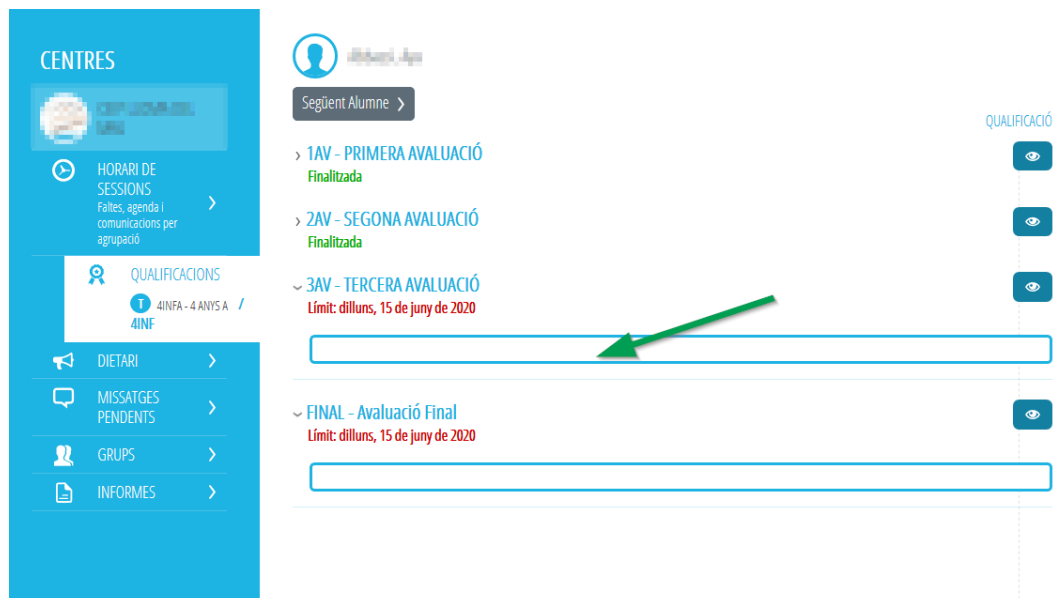 CENTRES
HORARI DE
SESSIONS
Faltes, agenda i
comunicacions per
agrupació
QUALIFICACIONS
T 4INFA - 4 ANYS A /
4INF
DIETARI
MISSATGES
PENDENTS
GRUPS
INFORMES
Següent Alumne
QUALIFICACIÓ
1AV - PRIMERA AVALUACIÓ
Finalitzada
2AV - SEGONA AVALUACIÓ
Finalitzada
3AV - TERCERA AVALUACIÓ
Límit: dilluns, 15 de juny de 2020
FINAL - Avaluació Final
Límit: dilluns, 15 de juny de 2020